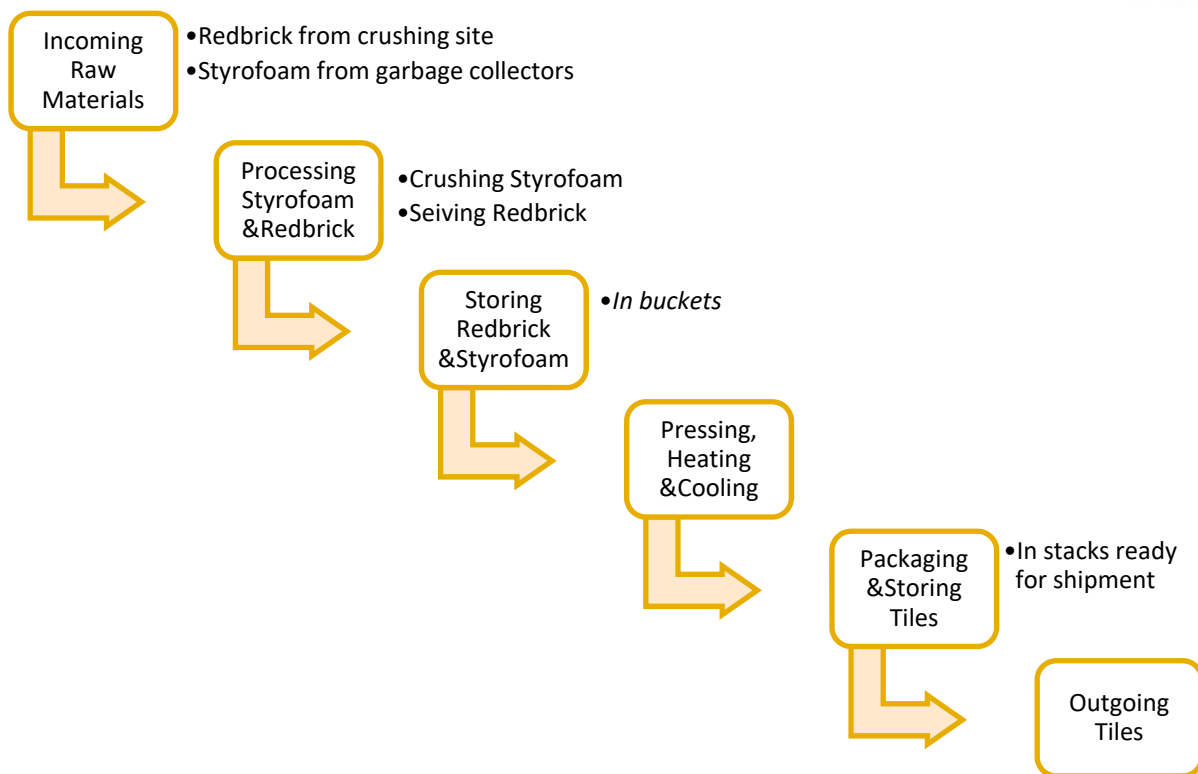 Incoming
Raw
Materials
•Redbrick from crushing site
•Styrofoam from garbage collectors
Processing
Styrofoam
&Redbrick
•Crushing Styrofoam
•Seiving Redbrick
Storing
Redbrick
&Styrofoam
•In buckets
Pressing,
Heating
&Cooling
Packaging
&Storing
Tiles
•In stacks ready
for shipment
Outgoing
Tiles